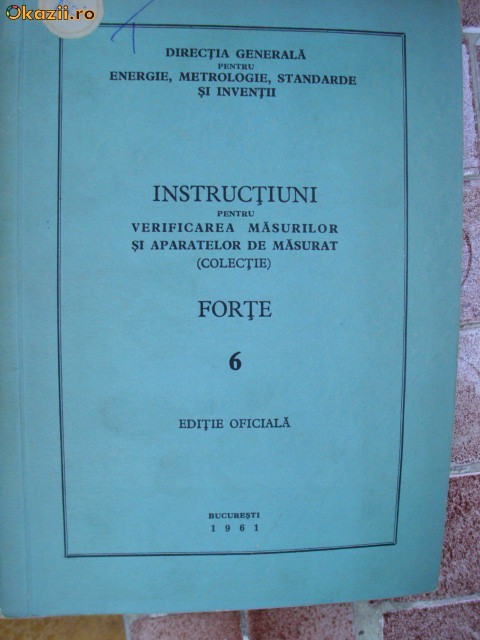 Okazii.ro
DIRECŢIA GENERALĂ
PENTRU
ENERGIE, METROLOGIE, STANDARDE
ŞI INVENŢII
INSTRUCŢIUNI
PENTRU
VERIFICAREA MĂSURILOR
ŞI APARATELOR DE MĂSURAT
(COLECŢIE)
FORŢE
6
EDIŢIE OFICIALĂ
BUCUREŞTI
1961